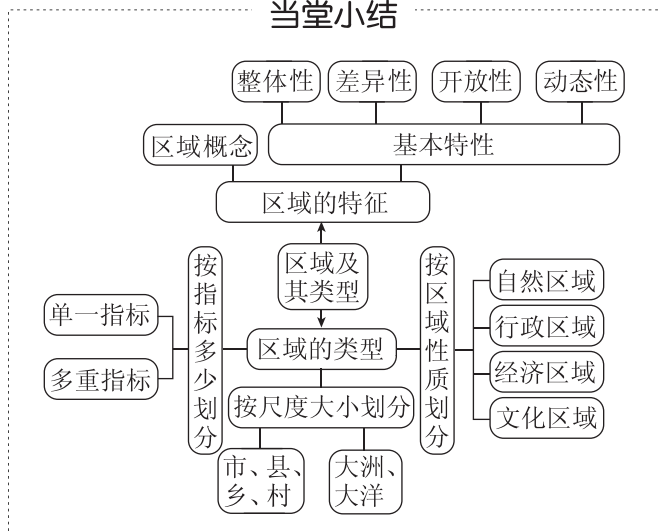 当堂小结
整体性
差异性
开放性
动态性
区域概念
基本特性
区域的特征
区域及
其类型
按指标多少划分
按区域性质划分
单一指标
多重指标
区域的类型
自然区域
行政区域
经济区域
文化区域
按尺度大小划分
市、县、
乡、村
大洲、
大洋